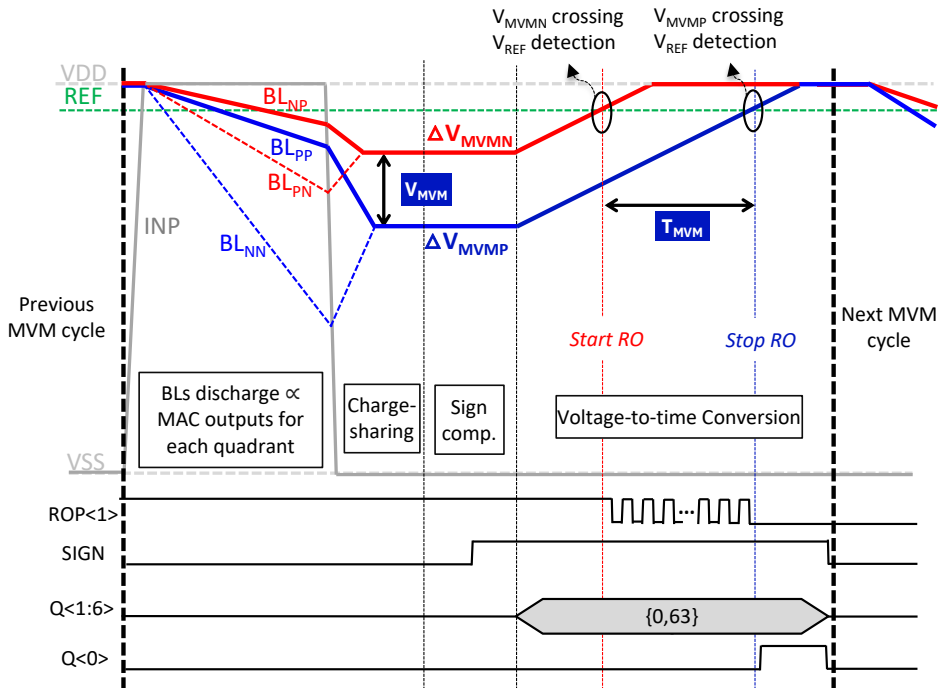 V_MVMN crossing
V_REF detection
V_MVMP crossing
V_REF detection
VDD
REF
BL_NP
BL_PP
BL_PN
BL_NN
INP
ΔV_MVMN
V_MVM
ΔV_MVMP
T_MVM
Previous
MVM cycle
Start RO
Stop RO
Next MVM
cycle
BLs discharge ∝
MAC outputs for
each quadrant
Charge-
sharing
Sign
comp.
Voltage-to-time Conversion
VSS
ROP<1>
...
SIGN
Q<1:6>
{0,63}
Q<0>